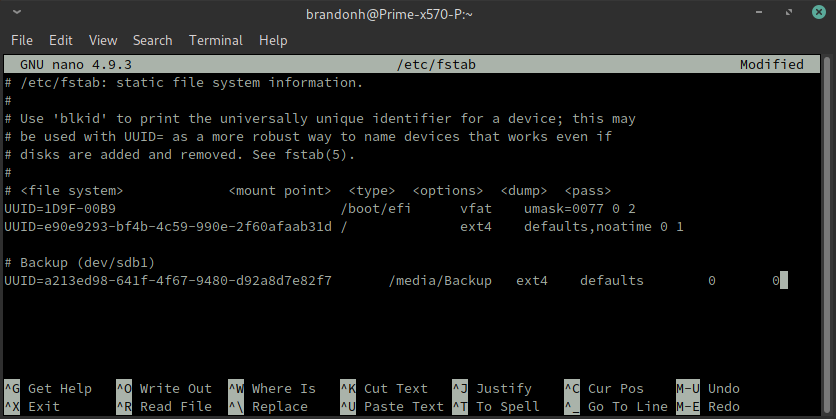 brandonh@Prime-x570-P:~
File Edit View Search Terminal Help
GNU nano 4.9.3 /etc/fstab Modified
# /etc/fstab: static file system information.
#
# Use 'blkid' to print the universally unique identifier for a device; this may
# be used with UUID= as a more robust way to name devices that works even if
# disks are added and removed. See fstab(5).
#
# <file system> <mount point> <type> <options> <dump> <pass>
UUID=1D9F-00B9 /boot/efi vfat umask=0077 0 2
UUID=e90e9293-bf4b-4c59-990e-2f60afaab31d / ext4 defaults,noatime 0 1
# Backup (dev/sdb1)
UUID=a213ed98-641f-4f67-9480-d92a8d7e82f7 /media/Backup ext4 defaults 0 0
^G Get Help ^O Write Out ^W Where Is ^K Cut Text ^J Justify ^C Cur Pos M-U Undo
^X Exit ^R Read File ^\ Replace ^U Paste Text ^T To Spell ^_ Go To Line M-E Redo